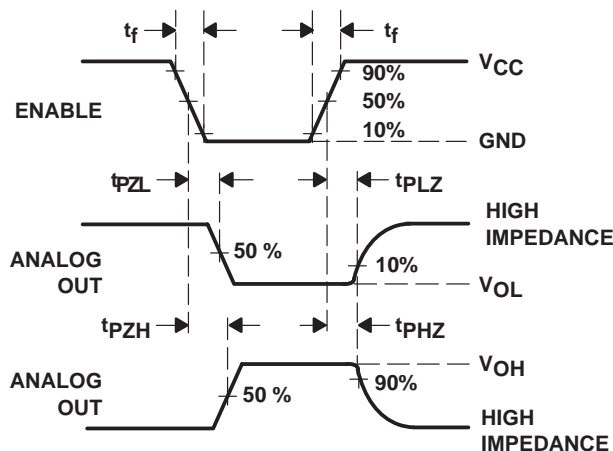 tf
tf
VCC
90%
50%
10%
ENABLE
GND
tPZL
tPLZ
HIGH
IMPEDANCE
50 %
10%
ANALOG
OUT
VOL
tPZH
tPHZ
VOH
90%
50 %
ANALOG
OUT
HIGH
IMPEDANCE